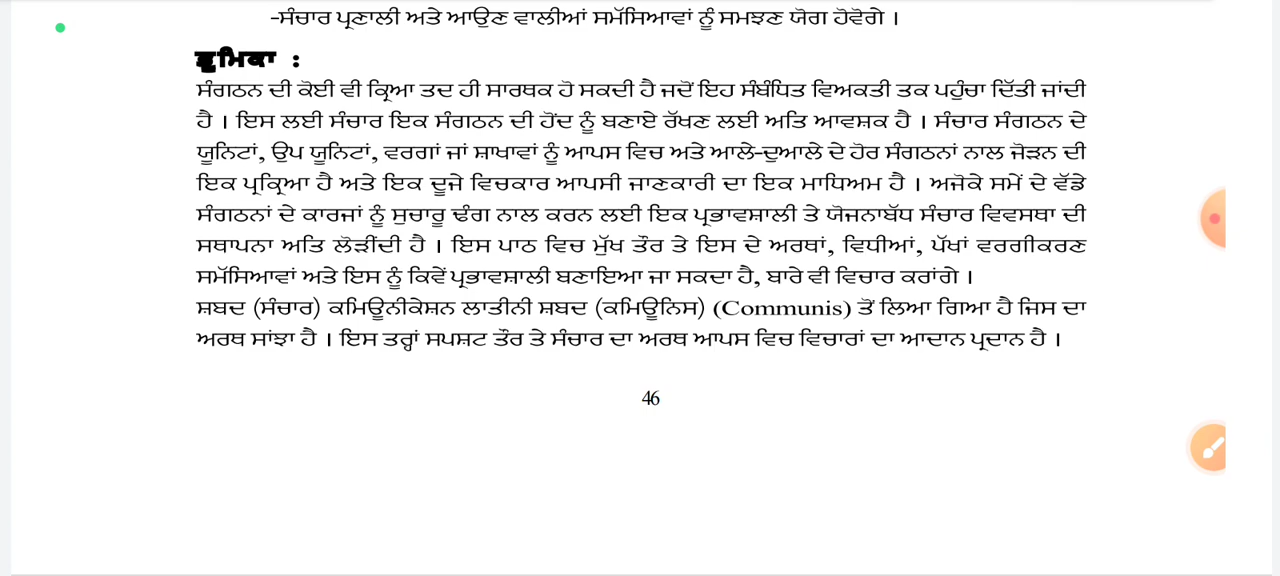 -ਸੰਚਾਰ ਪ੍ਰਣਾਲੀ ਅਤੇ ਆਉਣ ਵਾਲੀਆਂ ਸਮੱਸਿਆਵਾਂ ਨੂੰ ਸਮਝਣ ਯੋਗ ਹੋਵੋਗੇ ।
ਭੂਮਿਕਾ :
ਸੰਗਠਨ ਦੀ ਕੋਈ ਵੀ ਕ੍ਰਿਆ ਤਦ ਹੀ ਸਾਰਥਕ ਹੋ ਸਕਦੀ ਹੈ ਜਦੋਂ ਇਹ ਸੰਬੰਧਿਤ ਵਿਅਕਤੀ ਤਕ ਪਹੁੰਚਾ ਦਿੱਤੀ ਜਾਂਦੀ
ਹੈ । ਇਸ ਲਈ ਸੰਚਾਰ ਇਕ ਸੰਗਠਨ ਦੀ ਹੋਂਦ ਨੂੰ ਬਣਾਏ ਰੱਖਣ ਲਈ ਅਤਿ ਆਵਸ਼ਕ ਹੈ । ਸੰਚਾਰ ਸੰਗਠਨ ਦੇ
ਯੂਨਿਟਾਂ, ਉਪ ਯੂਨਿਟਾਂ, ਵਰਗਾਂ ਜਾਂ ਸ਼ਾਖਾਵਾਂ ਨੂੰ ਆਪਸ ਵਿਚ ਅਤੇ ਆਲੇ-ਦੁਆਲੇ ਦੇ ਹੋਰ ਸੰਗਠਨਾਂ ਨਾਲ ਜੋੜਨ ਦੀ
ਇਕ ਪ੍ਰਕ੍ਰਿਆ ਹੈ ਅਤੇ ਇਕ ਦੂਜੇ ਵਿਚਕਾਰ ਆਪਸੀ ਜਾਣਕਾਰੀ ਦਾ ਇਕ ਮਾਧਿਅਮ ਹੈ । ਅਜੋਕੇ ਸਮੇਂ ਦੇ ਵੱਡੇ
ਸੰਗਠਨਾਂ ਦੇ ਕਾਰਜਾਂ ਨੂੰ ਸੁਚਾਰੂ ਢੰਗ ਨਾਲ ਕਰਨ ਲਈ ਇਕ ਪ੍ਰਭਾਵਸ਼ਾਲੀ ਤੇ ਯੋਜਨਾਬੱਧ ਸੰਚਾਰ ਵਿਵਸਥਾ ਦੀ
ਸਥਾਪਨਾ ਅਤਿ ਲੋੜੀਂਦੀ ਹੈ । ਇਸ ਪਾਠ ਵਿਚ ਮੁੱਖ ਤੌਰ ਤੇ ਇਸ ਦੇ ਅਰਥਾਂ, ਵਿਧੀਆਂ, ਪੱਖਾਂ ਵਰਗੀਕਰਣ
ਸਮੱਸਿਆਵਾਂ ਅਤੇ ਇਸ ਨੂੰ ਕਿਵੇਂ ਪ੍ਰਭਾਵਸ਼ਾਲੀ ਬਣਾਇਆ ਜਾ ਸਕਦਾ ਹੈ, ਬਾਰੇ ਵੀ ਵਿਚਾਰ ਕਰਾਂਗੇ ।
ਸ਼ਬਦ (ਸੰਚਾਰ) ਕਮਿਊਨੀਕੇਸ਼ਨ ਲਾਤੀਨੀ ਸ਼ਬਦ (ਕਮਿਊਨਿਸ) (Communis) ਤੋਂ ਲਿਆ ਗਿਆ ਹੈ ਜਿਸ ਦਾ
ਅਰਥ ਸਾਂਝਾ ਹੈ । ਇਸ ਤਰ੍ਹਾਂ ਸਪਸ਼ਟ ਤੌਰ ਤੇ ਸੰਚਾਰ ਦਾ ਅਰਥ ਆਪਸ ਵਿਚ ਵਿਚਾਰਾਂ ਦਾ ਆਦਾਨ ਪ੍ਰਦਾਨ ਹੈ ।
46